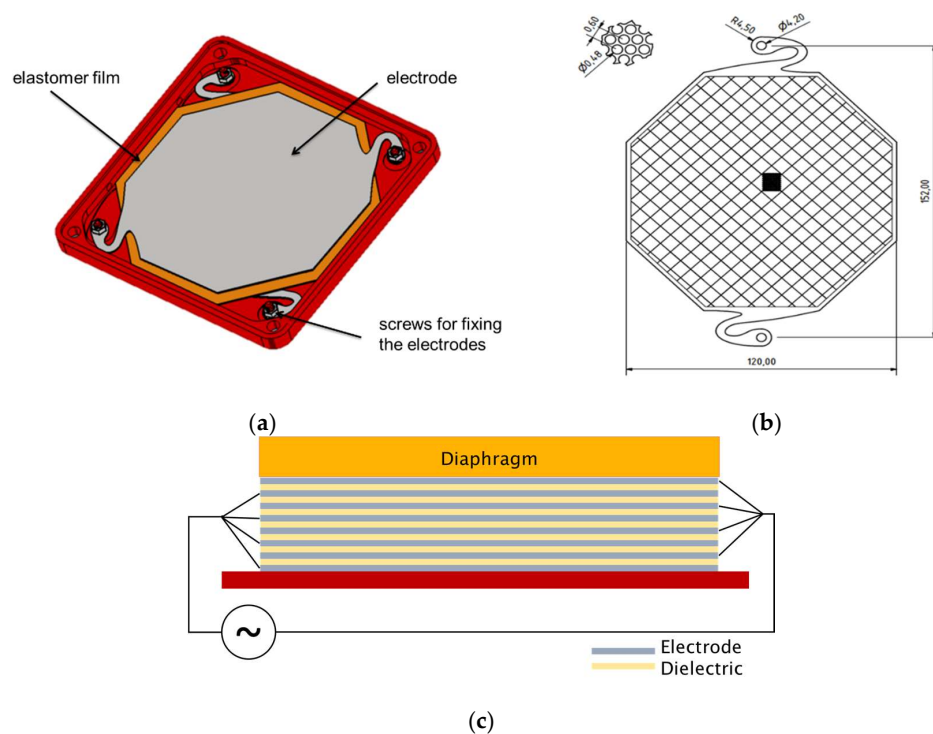 elastomer film
electrode
screws for fixing
the electrodes
(a)
0,60
Ø0,48
R4,50
Ø4,20
152,00
120,00
(b)
Diaphragm
~
Electrode
Dielectric
(c)